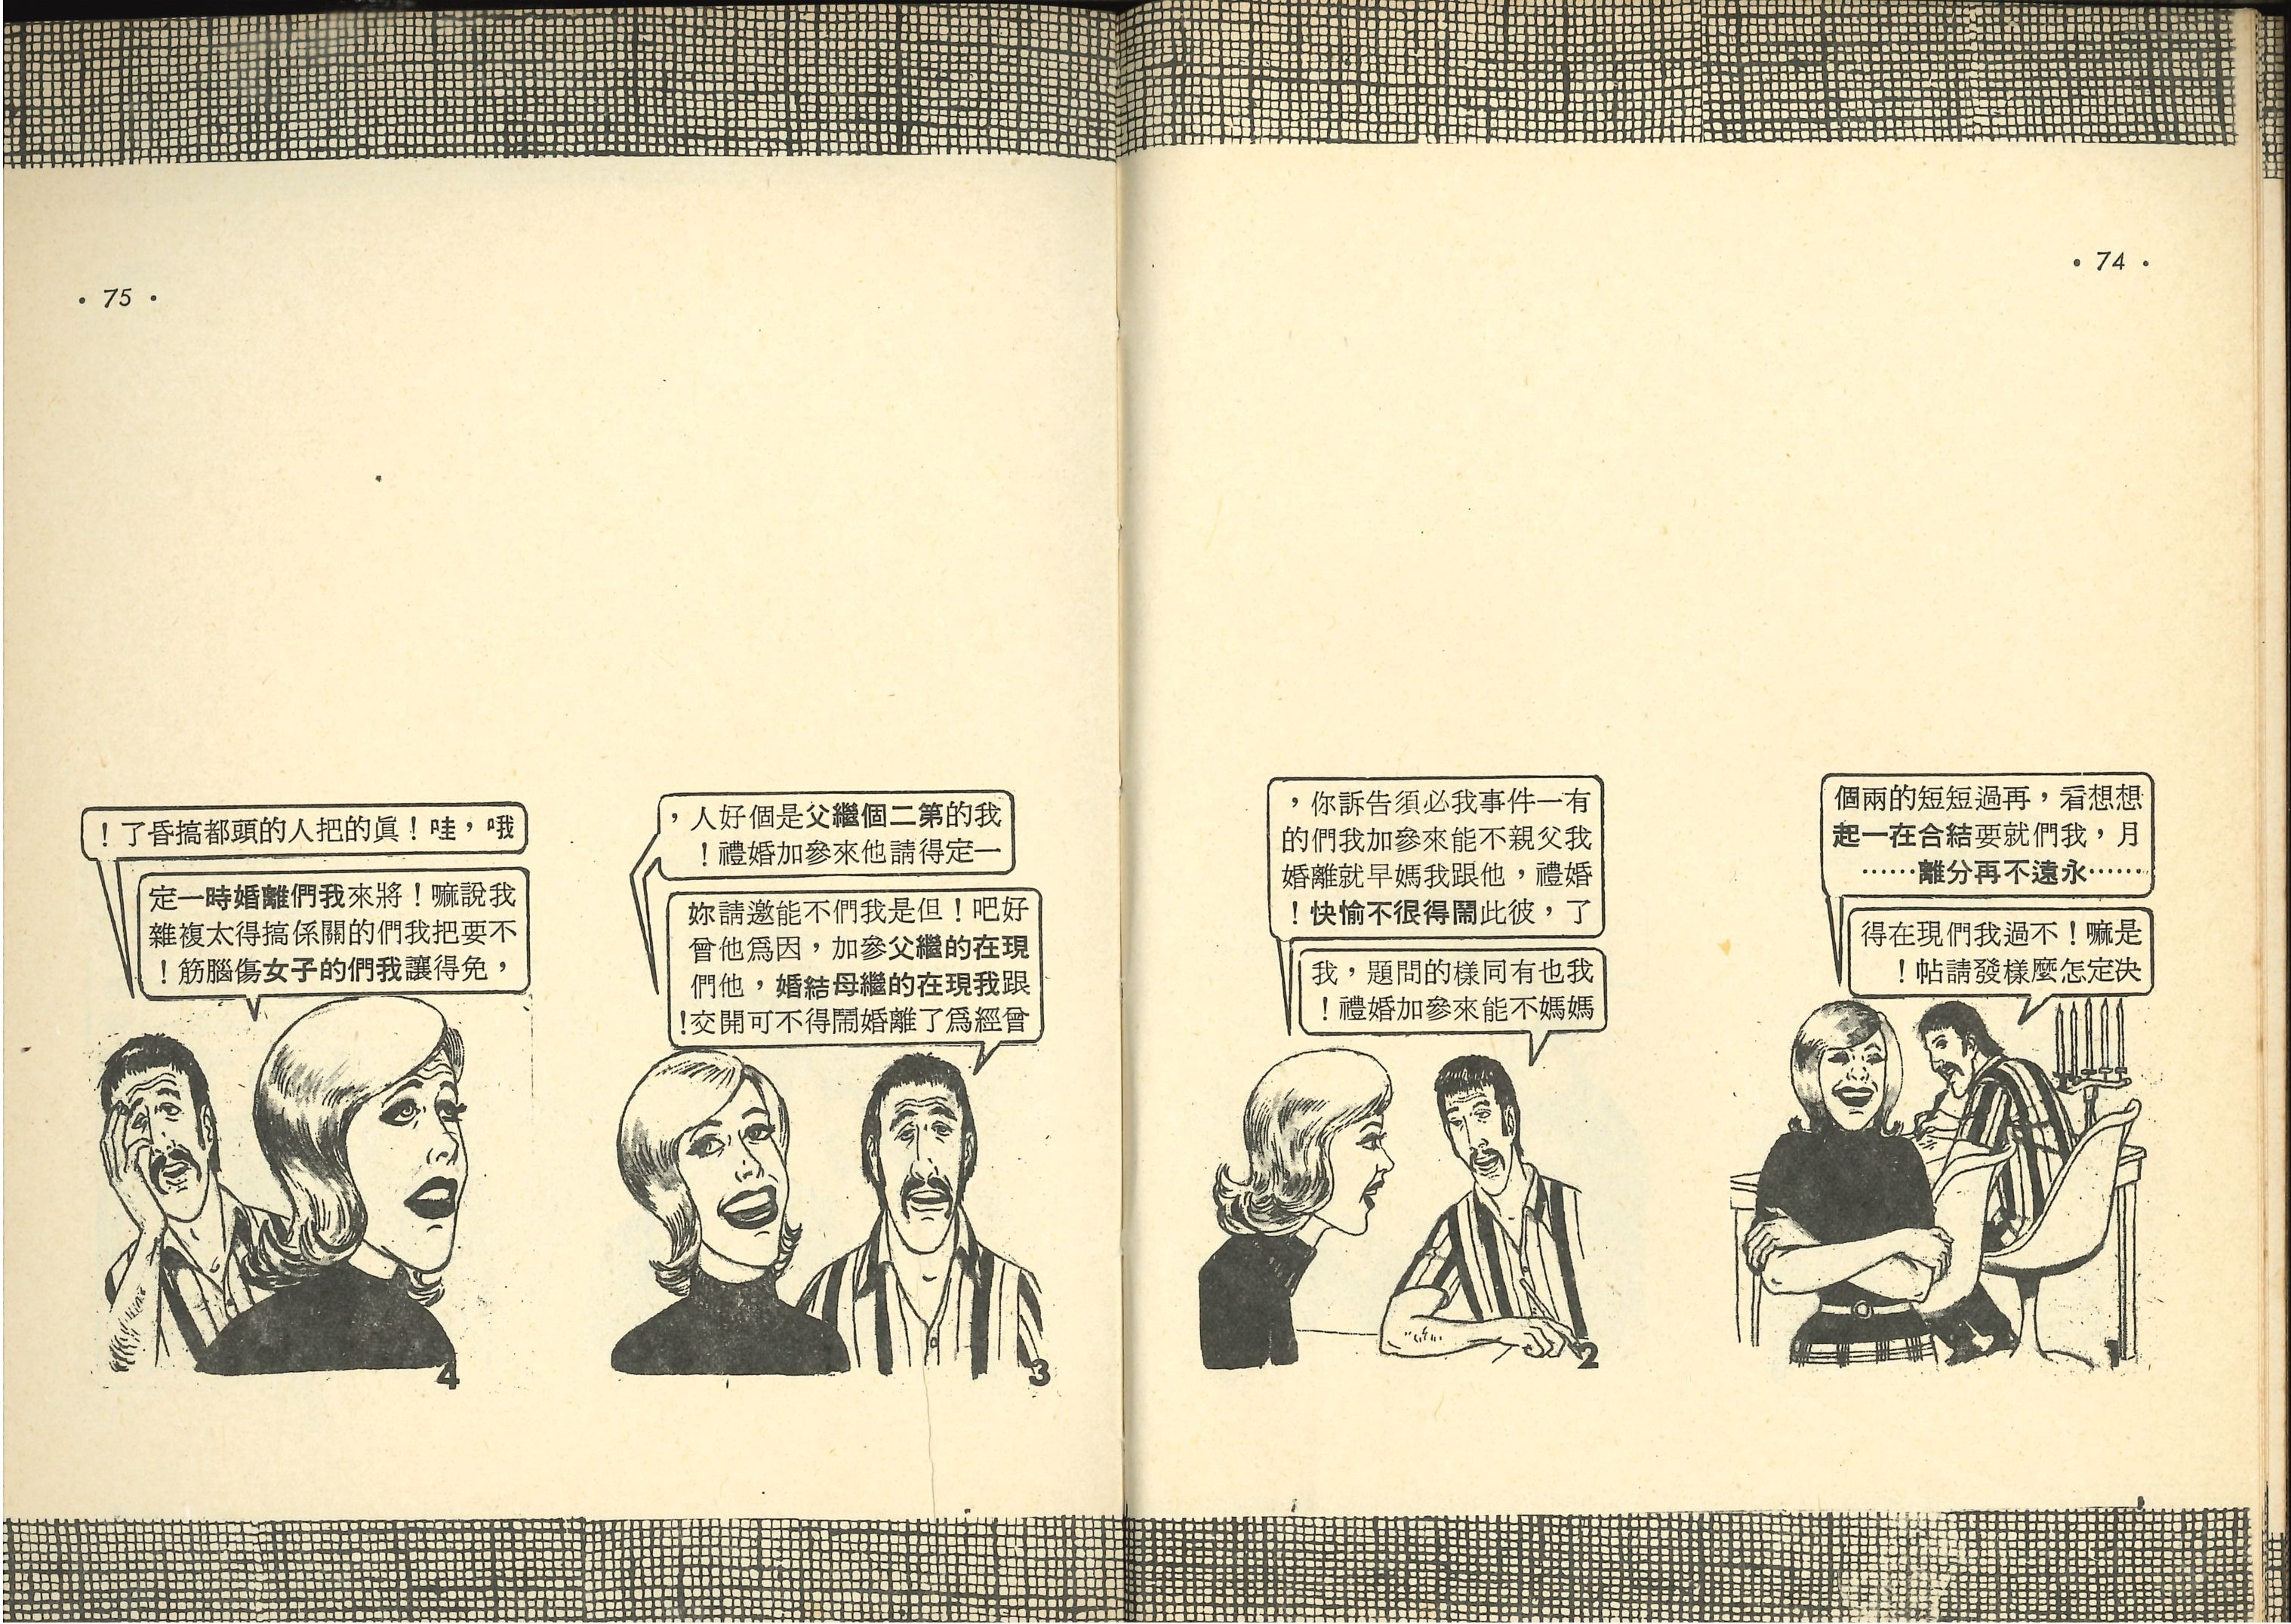 • 74 •
想想看，再過短短的兩個
月，我們就要結合在一起
……永遠不再分離……
是嘛！不過我們現在得
决定怎麼樣發請帖！
1
有一件事我必須告訴你，
我父親不能來參加我們的
婚禮，他跟我媽早就離婚
了，彼此鬧得很不愉快！
我也有同樣的問題，我
媽媽不能來參加婚禮！
2
• 75 •
我的第二個繼父是個好人，
一定得請他來參加婚禮！
好吧！但是我們不能邀請妳
現在的繼父參加，因爲他曾
跟我現在的繼母結婚，他們
曾經爲了離婚鬧得不可開交！
3
哦，哇！眞的把人的頭都搞昏了！
我說嘛！將來我們離婚時一定
不要把我們的關係搞得太複雜
，免得讓我們的子女傷腦筋！
4